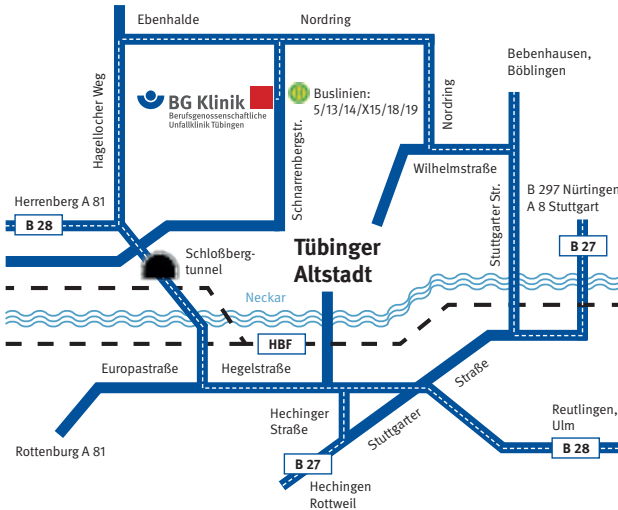 Ebenhalde
Nordring
Bebenhausen,
Böblingen
Hagellocher Weg
BG Klinik
Berufsgenossenschaftliche
Unfallklinik Tübingen
H
Buslinien:
5/13/14/X15/18/19
Schnarrenbergstr.
Nordring
Wilhelmstraße
Herrenberg A 81
B 28
Stuttgarter Str.
B 297 Nürtingen
A 8 Stuttgart
B 27
Schloßberg-
tunnel
Tübinger
Altstadt
Neckar
HBF
Europastraße
Hegelstraße
Straße
Stuttgarter
Hechinger
Straße
Reutlingen,
Ulm
B 28
Rottenburg A 81
B 27
Hechingen
Rottweil